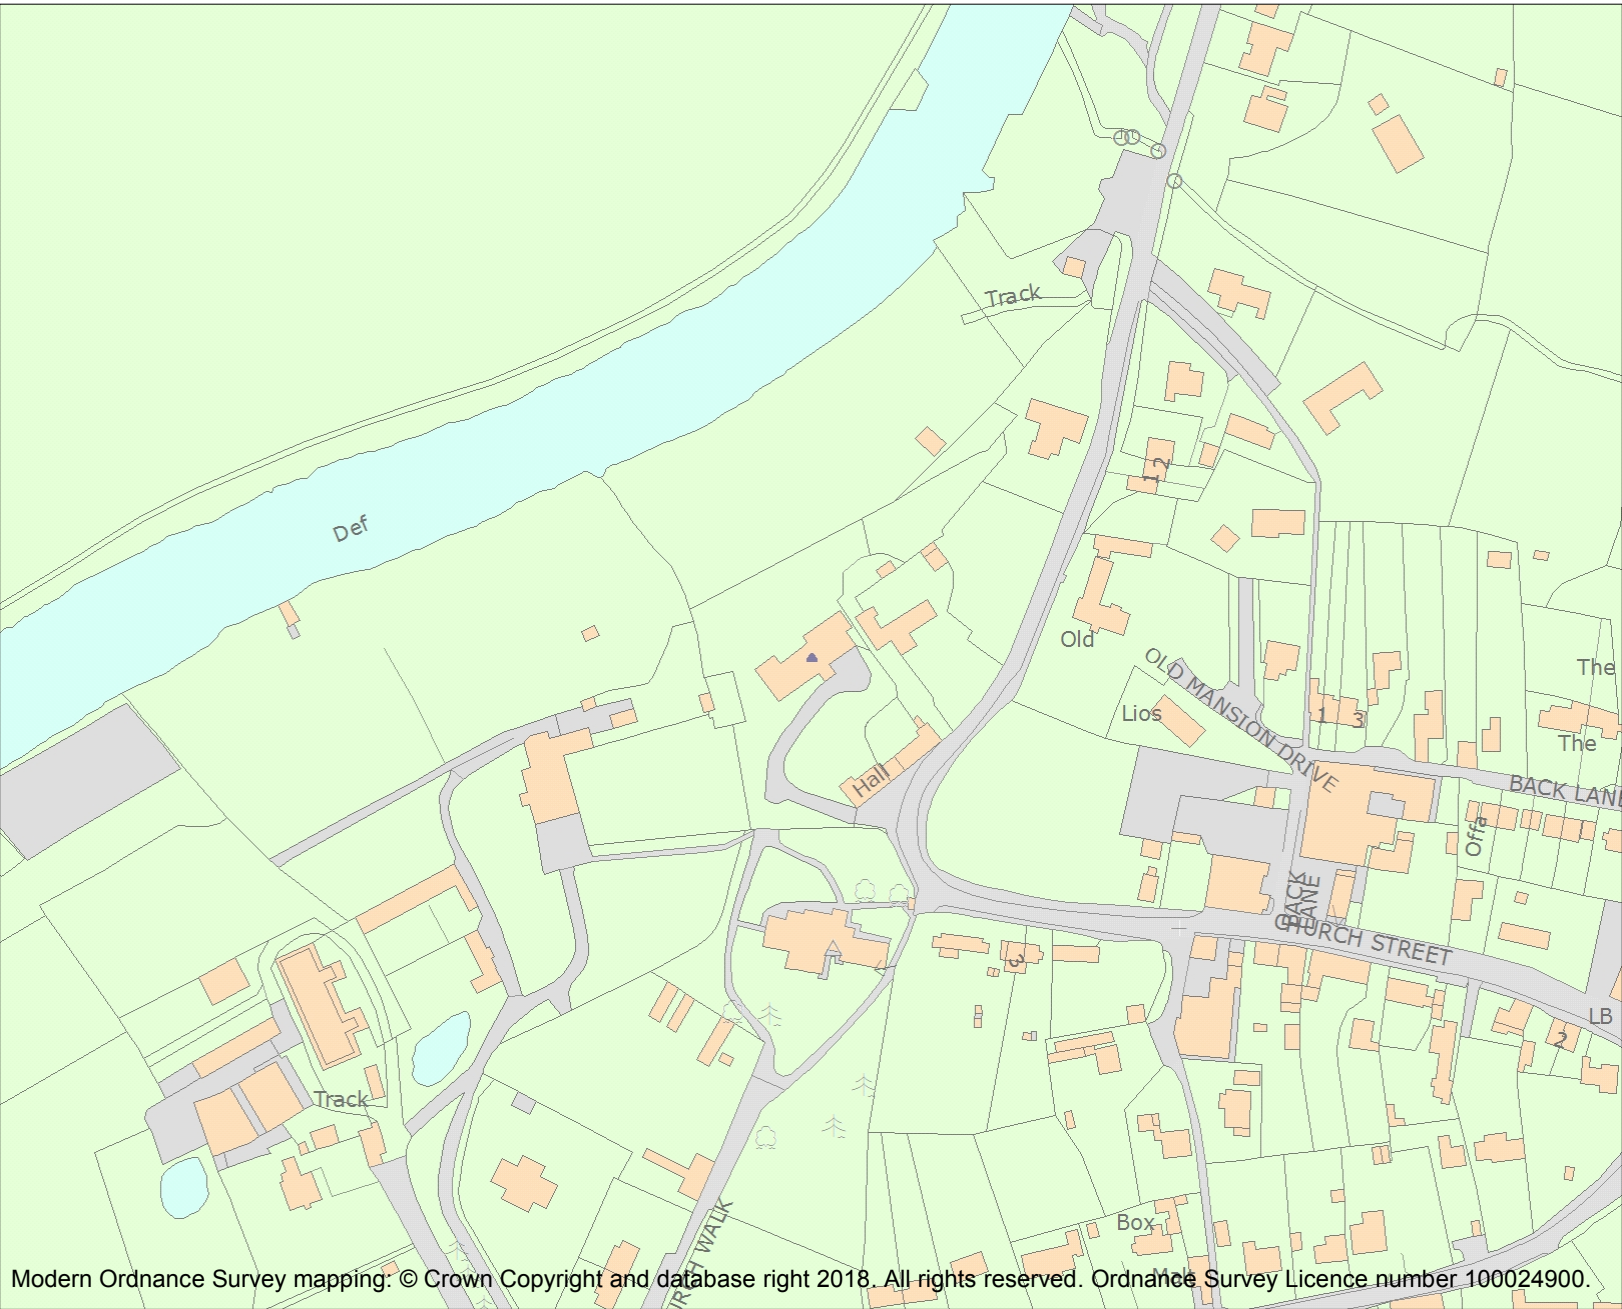 Track
Def
1 2
Old
OLD MANSION DRIVE
Lios
1
3
The
The
Hall
BACK LANE
Offa
BACK LANE
CHURCH STREET
3
LB
2
Track
Box
Modern Ordnance Survey mapping: © Crown Copyright and database right 2018. All rights reserved. Ordnance Survey Licence number 100024900.